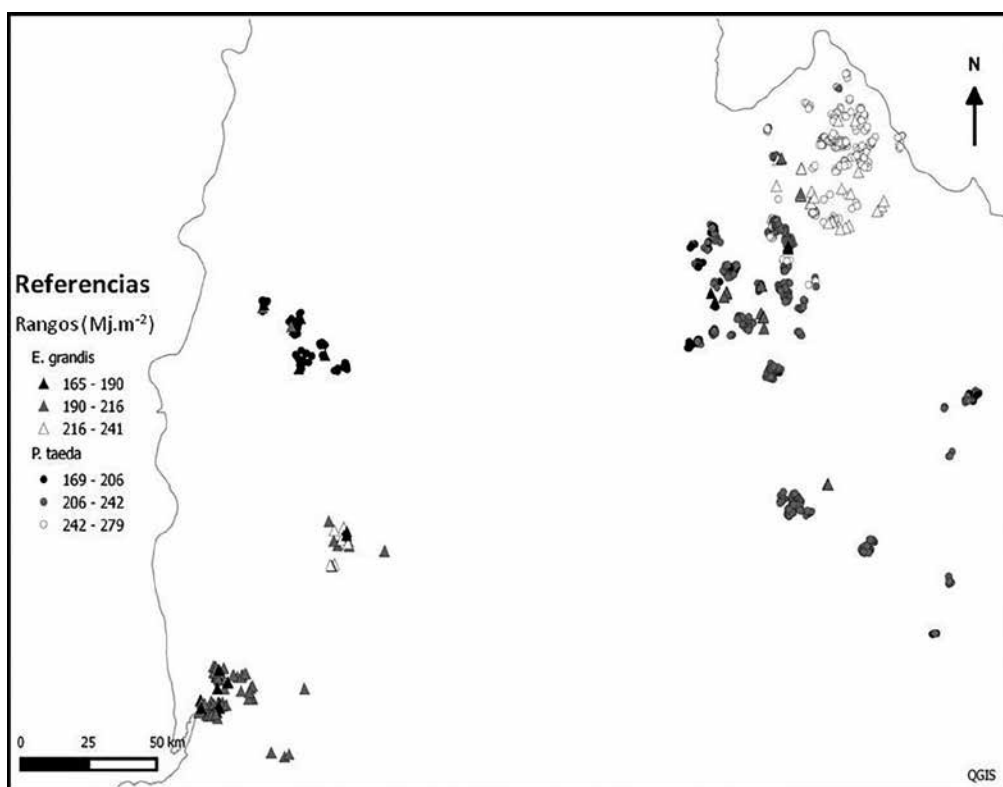 N
Referencias
Rangos (Mj.m-2)
E. grandis
165 - 190
190 - 216
216 - 241
P. taeda
169 - 206
206 - 242
242 - 279
0 25 50 km
QGIS